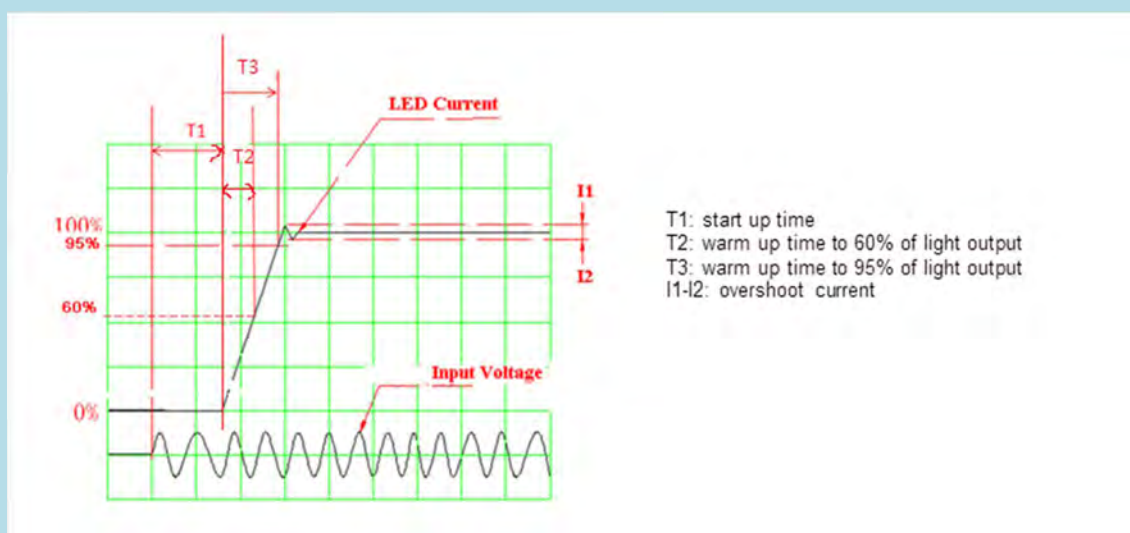 T3
LED Current
T1
T2
I1
100%
95%
I2
60%
Input Voltage
0%
T1: start up time
T2: warm up time to 60% of light output
T3: warm up time to 95% of light output
I1-I2: overshoot current